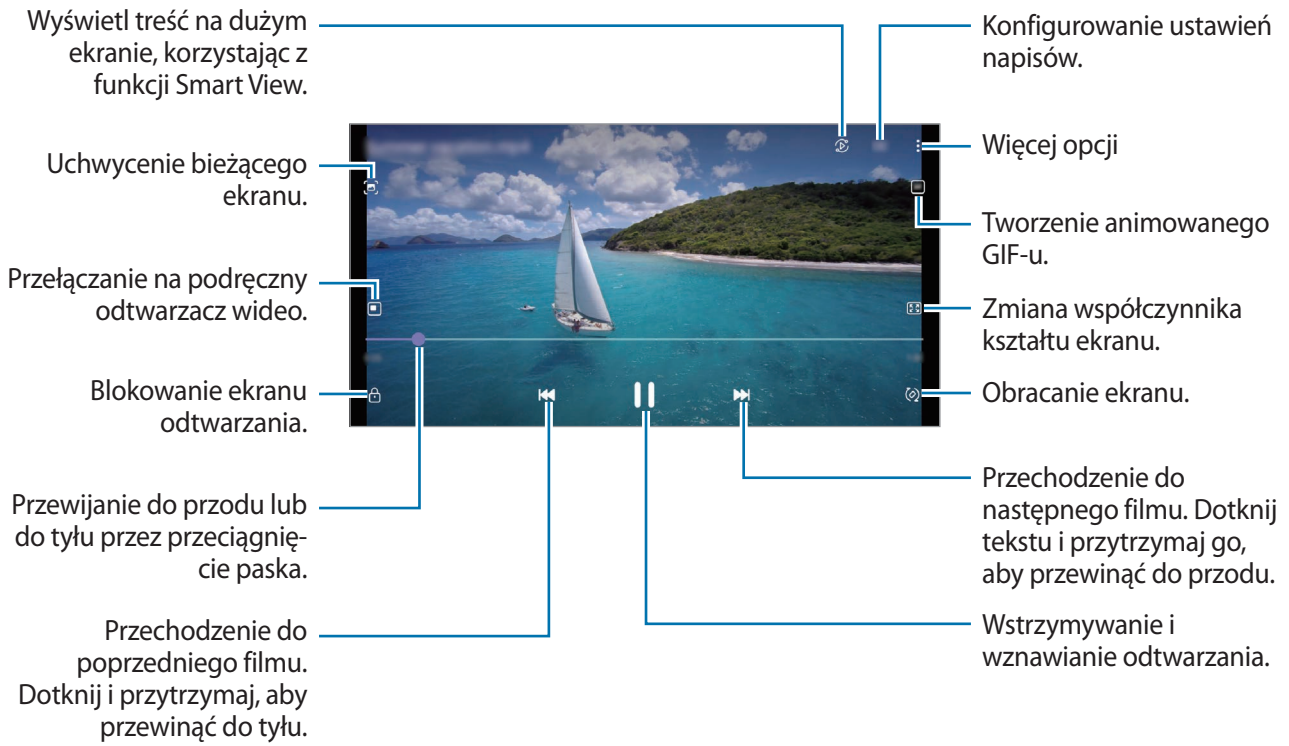 Wyświetl treść na dużym
ekranie, korzystając z
funkcji Smart View.
Uchwycenie bieżącego
ekranu.
Przełączanie na podręczny
odtwarzacz wideo.
Blokowanie ekranu
odtwarzania.
Przewijanie do przodu lub
do tyłu przez przeciągnię-
cie paska.
Przechodzenie do
poprzedniego filmu.
Dotknij i przytrzymaj, aby
przewinąć do tyłu.
Konfigurowanie ustawień
napisów.
Więcej opcji
Tworzenie animowanego
GIF-u.
Zmiana współczynnika
kształtu ekranu.
Obracanie ekranu.
Przechodzenie do
następnego filmu. Dotknij
tekstu i przytrzymaj go,
aby przewinąć do przodu.
Wstrzymywanie i
wznawianie odtwarzania.